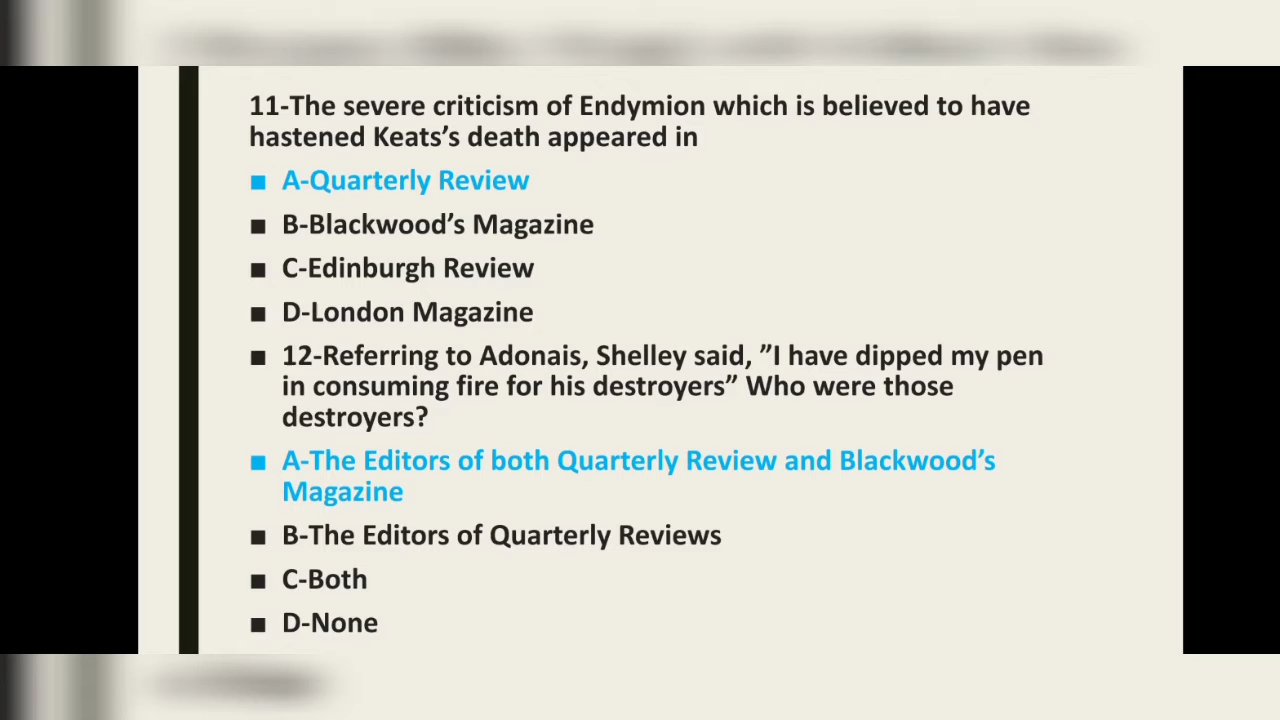 11-The severe criticism of Endymion which is believed to have
hastened Keats’s death appeared in
■ A-Quarterly Review
■ B-Blackwood’s Magazine
■ C-Edinburgh Review
■ D-London Magazine
■ 12-Referring to Adonais, Shelley said, ”I have dipped my pen
in consuming fire for his destroyers” Who were those
destroyers?
■ A-The Editors of both Quarterly Review and Blackwood’s
Magazine
■ B-The Editors of Quarterly Reviews
■ C-Both
■ D-None